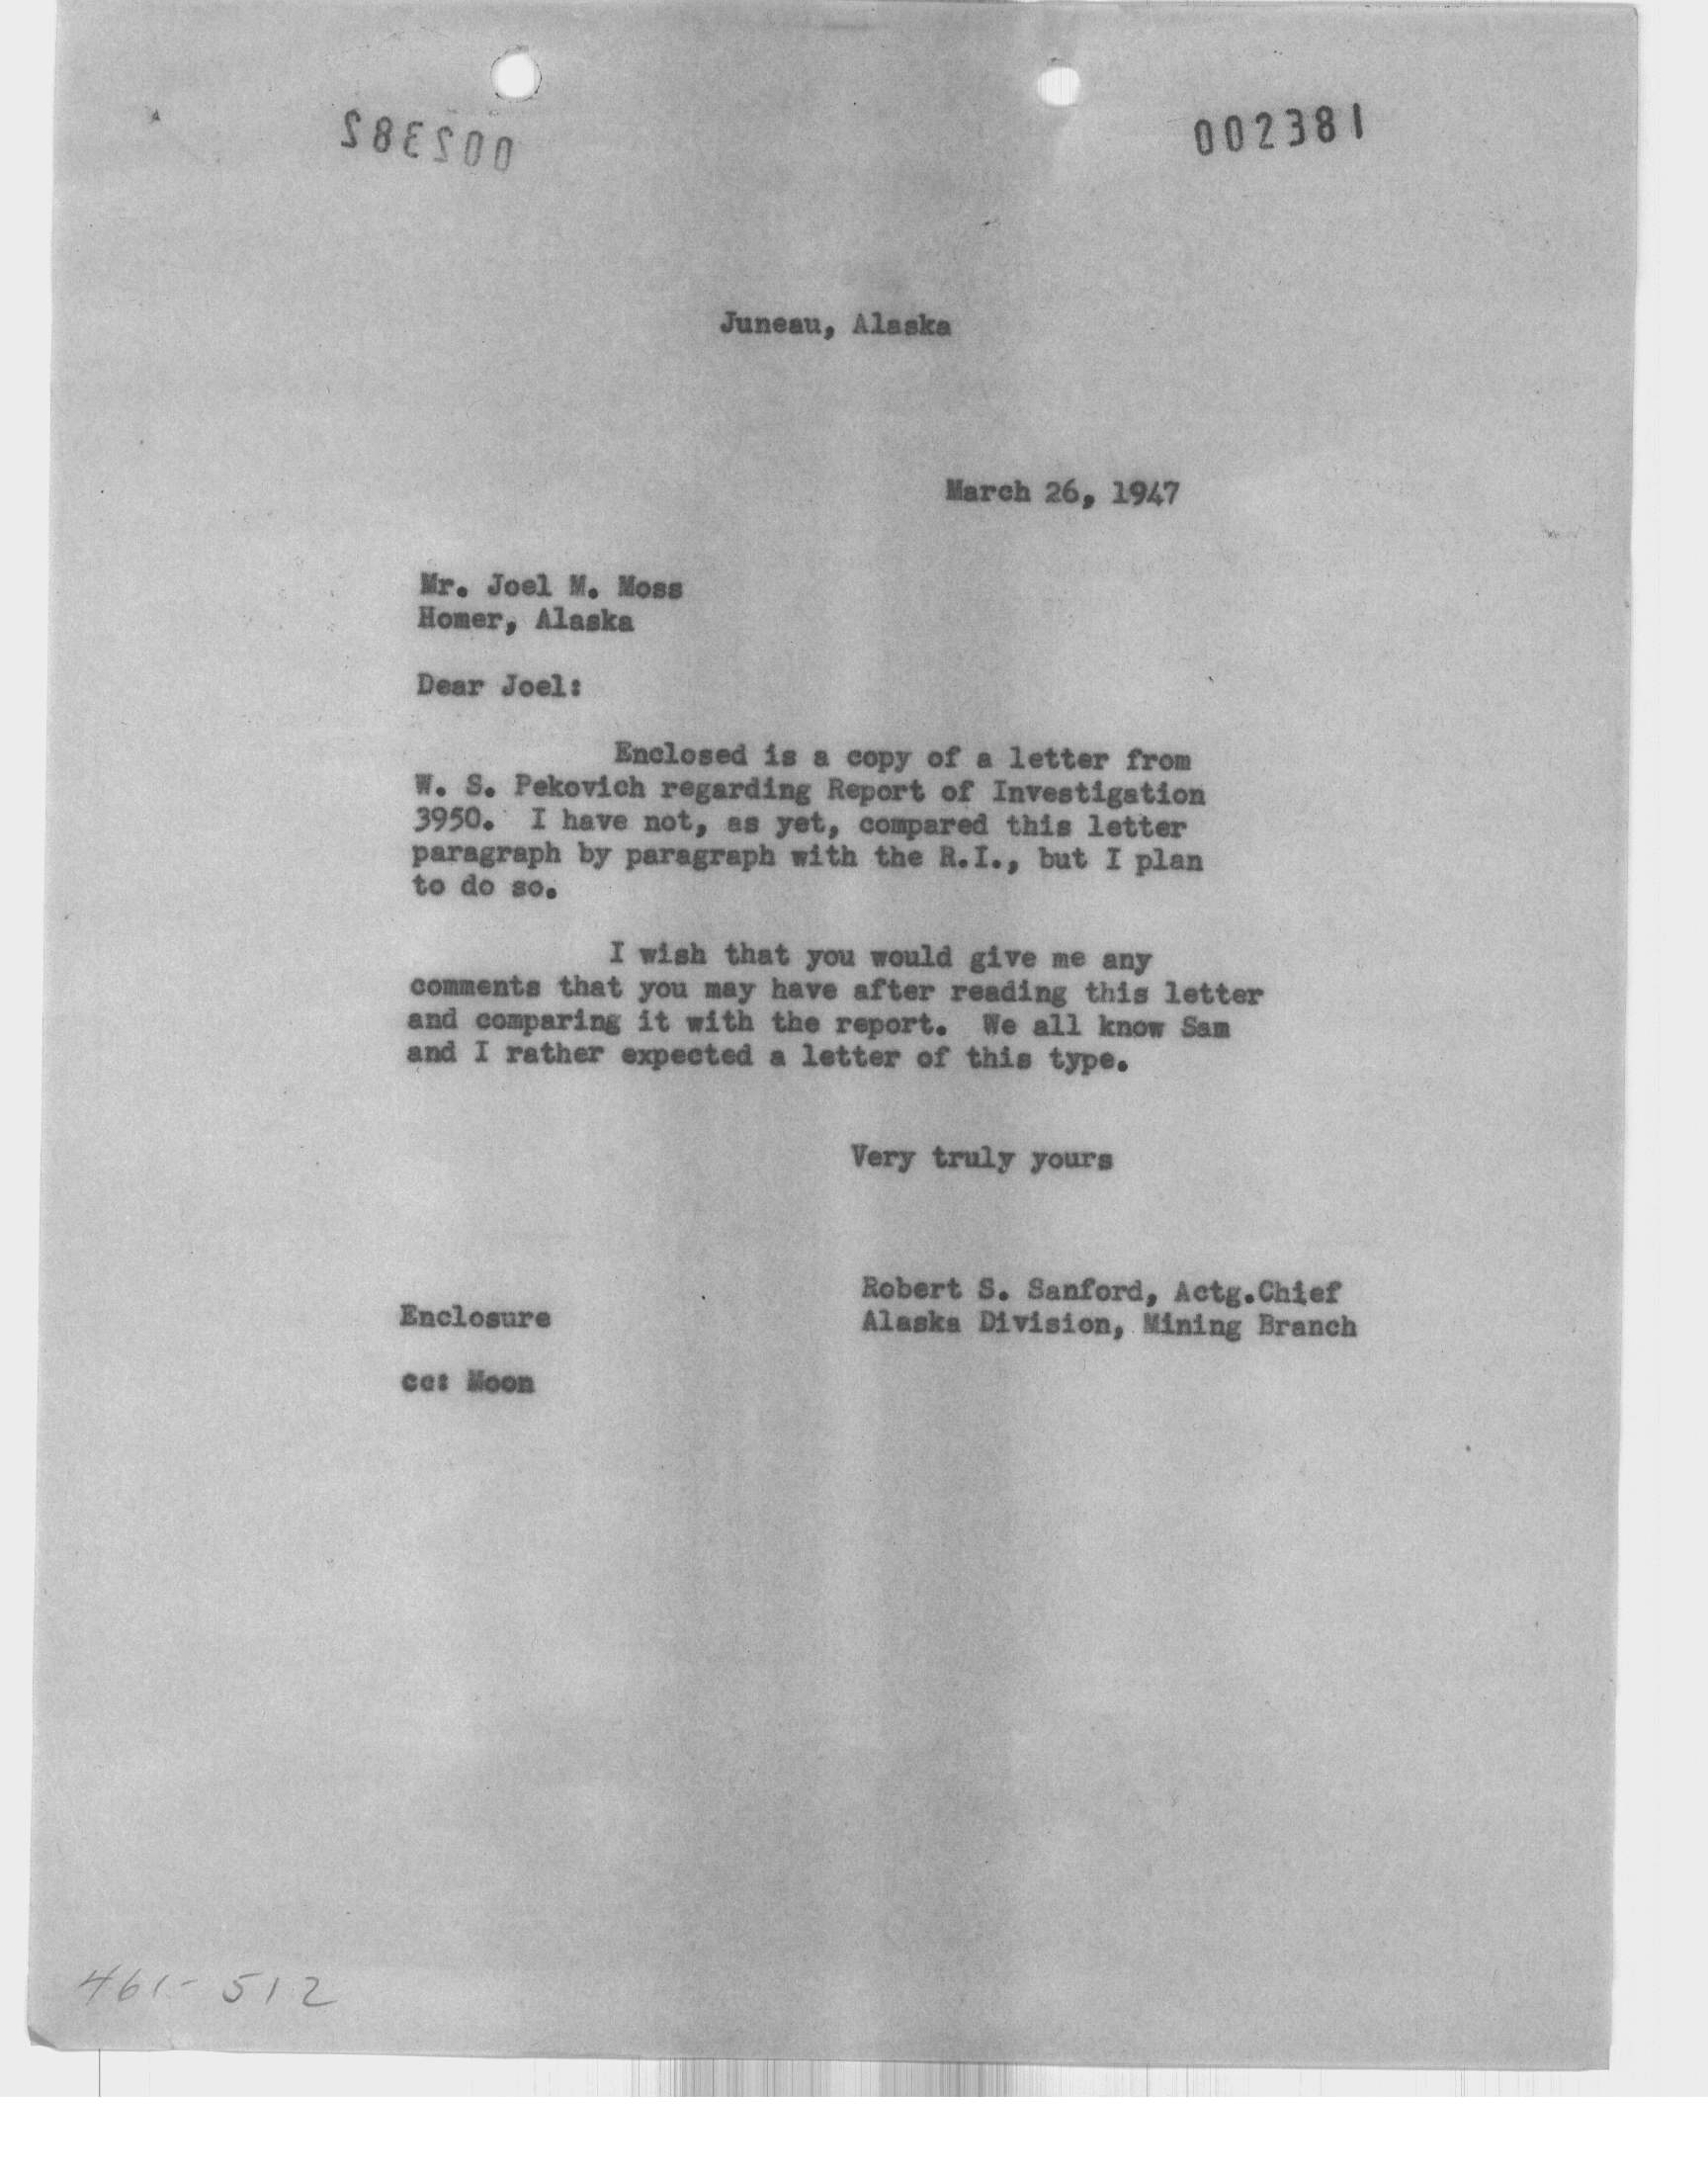 002382
002381
Juneau, Alaska
March 26, 1947
Mr. Joel M. Moss
Homer, Alaska
Dear Joel:
Enclosed is a copy of a letter from
W. S. Pekovich regarding Report of Investigation
3950. I have not, as yet, compared this letter
paragraph by paragraph with the R.I., but I plan
to do so.
I wish that you would give me any
comments that you may have after reading this letter
and comparing it with the report. We all know Sam
and I rather expected a letter of this type.
Very truly yours
Robert S. Sanford, Actg.Chief
Enclosure
Alaska Division, Mining Branch
cc: Moon
461-512